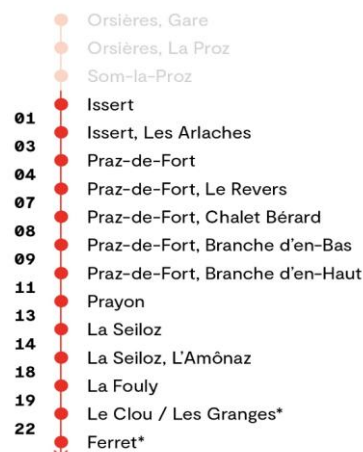 Orsières, Gare
Orsières, La Proz
Som-la-Proz
Issert
01
Issert, Les Arlaches
03
Praz-de-Fort
04
Praz-de-Fort, Le Revers
07
Praz-de-Fort, Chalet Bérard
08
Praz-de-Fort, Branche d'en-Bas
09
Praz-de-Fort, Branche d'en-Haut
11
Prayon
13
La Seiloz
14
La Seiloz, L'Amônaz
18
La Fouly
19
Le Clou / Les Granges*
22
Ferret*